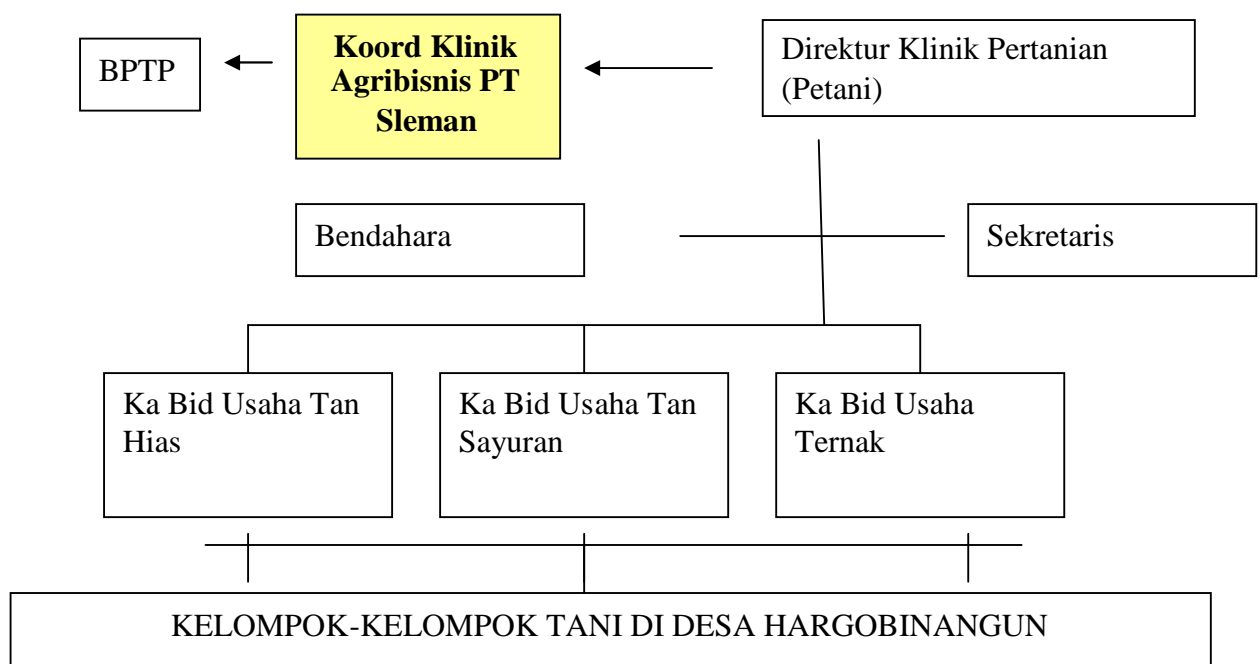 BPTP
Koord Klinik
Agribisnis PT
Sleman
Direktur Klinik Pertanian
(Petani)
Bendahara
Sekretaris
Ka Bid Usaha Tan
Hias
Ka Bid Usaha Tan
Sayuran
Ka Bid Usaha
Ternak
KELOMPOK-KELOMPOK TANI DI DESA HARGOBINANGUN